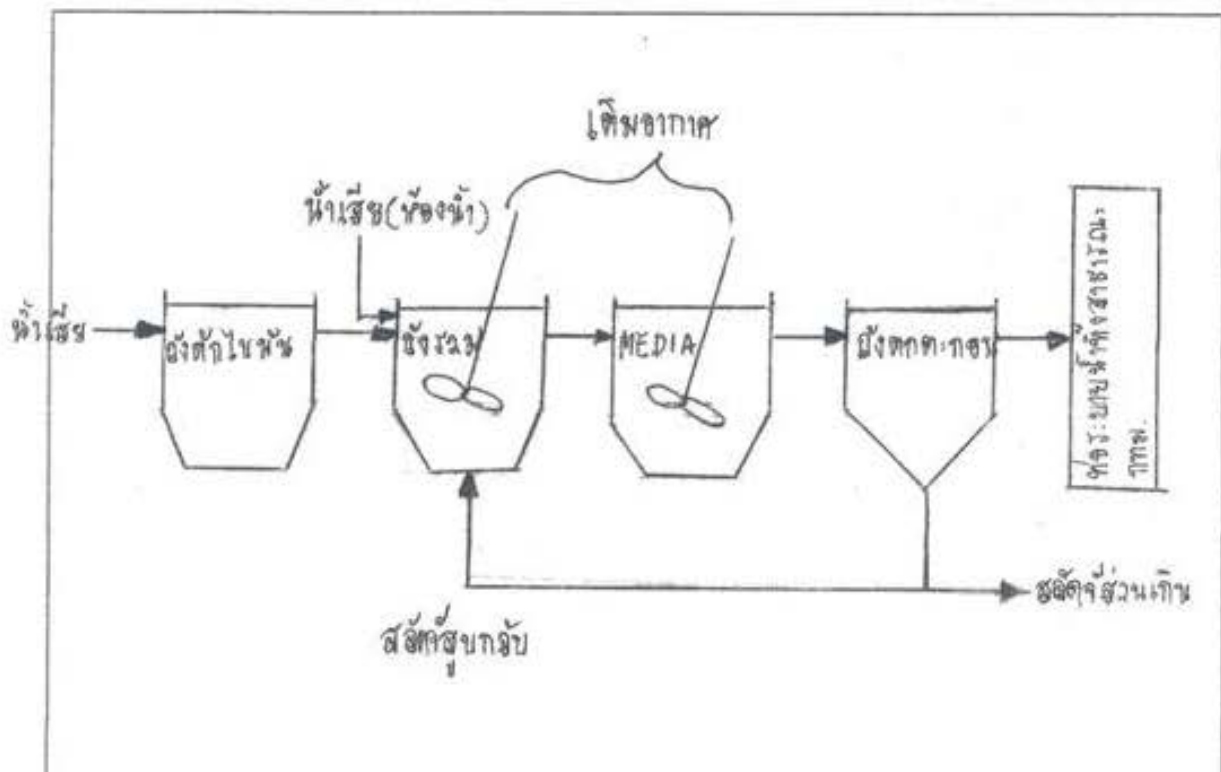 เติมอากาศ
น้ำเสีย(ห้องน้ำ)
น้ำเสีย
ถังดักไขมัน
ถังรวม
MEDIA
ถังตกตะกอน
ท่อระบายน้ำทิ้งสาธารณะ
กทม.
สลัดจ์ส่วนเกิน
สลัดจ์สูบกลับ